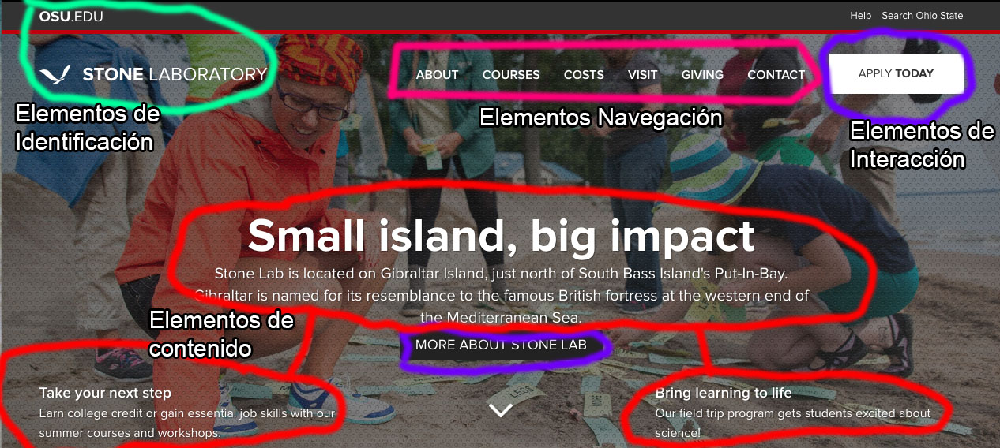 OSU.EDU
Help Search Ohio State
STONE LABORATORY
ABOUT COURSES COSTS VISIT GIVING CONTACT
APPLY TODAY
Elementos de
Identificación
Elementos Navegación
Elementos de
Interacción
Small island, big impact
Stone Lab is located on Gibraltar Island, just north of South Bass Island's Put-In-Bay.
Gibraltar is named for its resemblance to the famous British fortress at the western end of
the Mediterranean Sea.
Elementos de
contenido
MORE ABOUT STONE LAB
LESS
Take your next step
Earn college credit or gain essential job skills with our
summer courses and workshops.
Bring learning to life
Our field trip program gets students excited about
science!